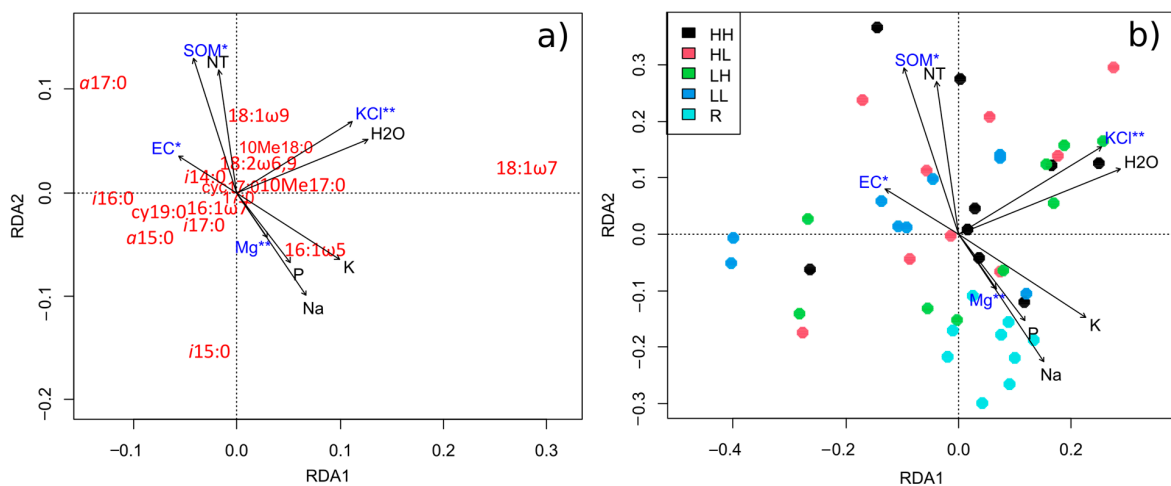 a)
SOM*
NT
a17:0
18:1ω9
KCl**
H2O
EC*
10Me18:0
18:2ω6,9
i14:0
cy17:0
10Me17:0
18:1ω7
i16:0
17:0
cy19:0
16:1ω7
i17:0
a15:0
Mg**
16:1ω5
P
K
Na
i15:0
RDA2
0.1
0.0
−0.1
−0.2
−0.1
0.0
0.1
0.2
0.3
RDA1
b)
HH
HL
LH
LL
R
SOM*
NT
KCl**
H2O
EC*
Mg**
P
K
Na
RDA2
0.3
0.2
0.1
0.0
−0.1
−0.2
−0.3
−0.4
−0.2
0.0
0.2
RDA1